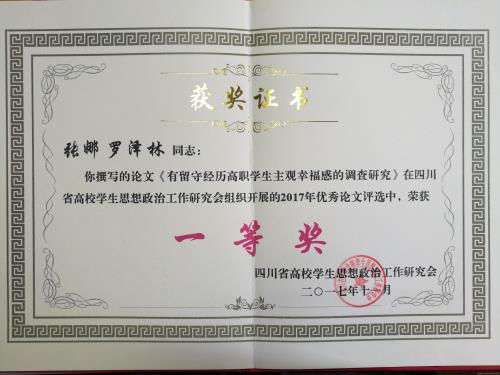 获奖证书
张娜 罗泽林 同志：
你撰写的论文《有留守经历高职学生主观幸福感的调查研究》在四川
省高校学生思想政治工作研究会组织开展的2017年优秀论文评选中，荣获
一等奖
四川省高校学生思想政治工作研究会
二〇一七年十一月